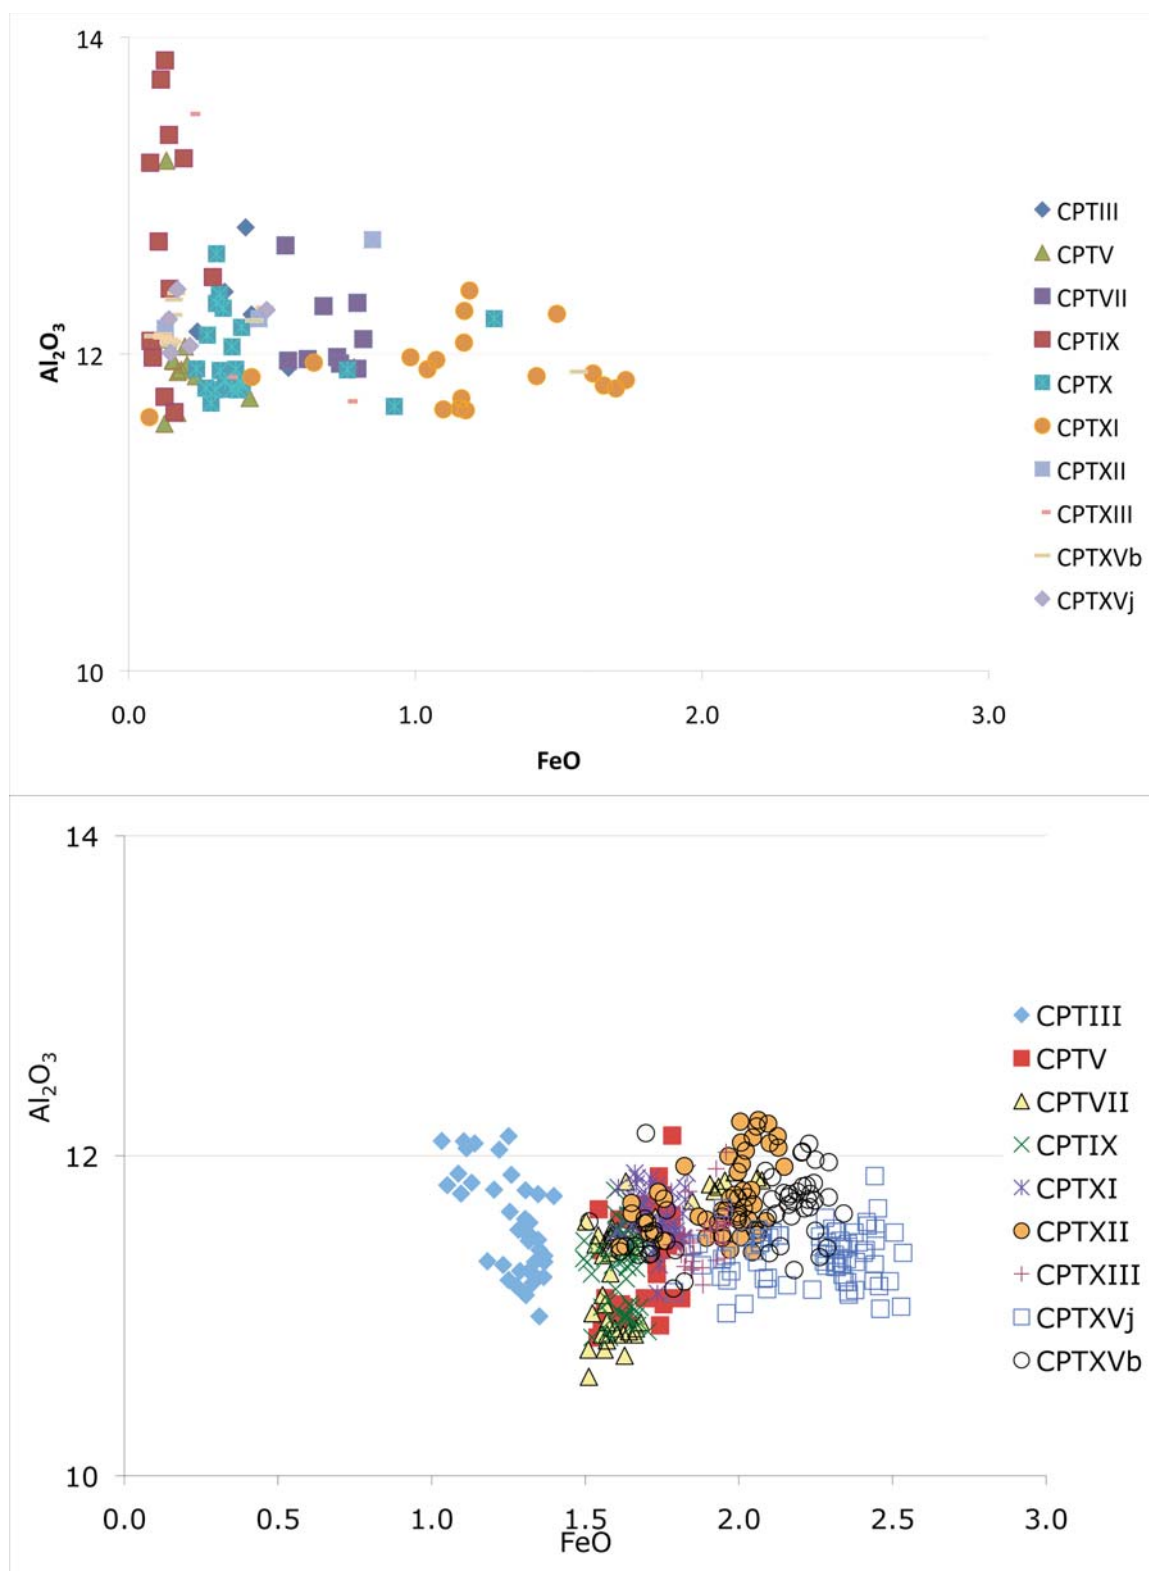 14
Al₂O₃
12
10
0.0 1.0 2.0 3.0
FeO
CPTIII
CPTV
CPTVII
CPTIX
CPTX
CPTXI
CPTXII
CPTXIII
CPTXVb
CPTXVj
14
Al₂O₃
12
10
0.0 0.5 1.0 1.5 2.0 2.5 3.0
FeO
CPTIII
CPTV
CPTVII
CPTIX
CPTXI
CPTXII
CPTXIII
CPTXVj
CPTXVb